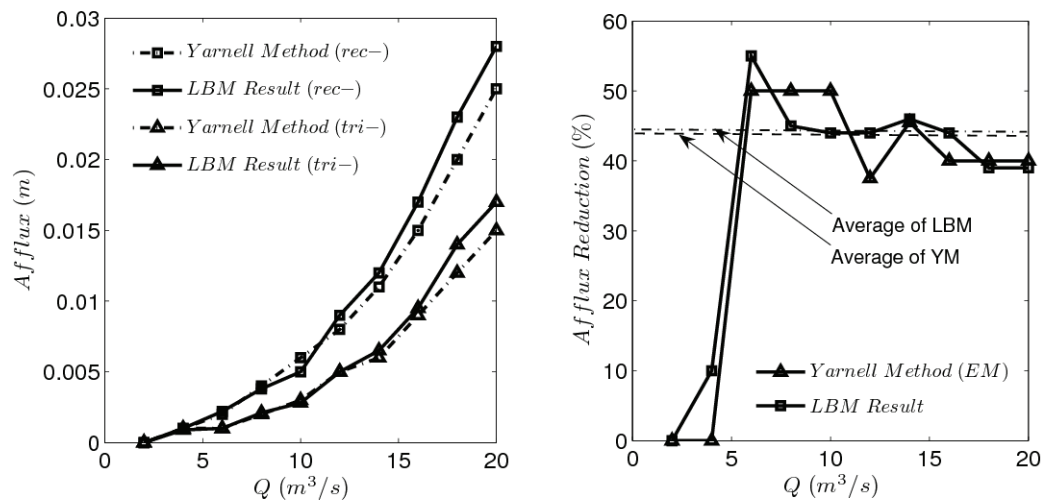 0.03
0.025
0.02
0.015
0.01
0.005
0
Afflux (m)
Yarnell Method (rec−)
LBM Result (rec−)
Yarnell Method (tri−)
LBM Result (tri−)
0 5 10 15 20
Q (m³/s)
60
50
40
30
20
10
0
Afflux Reduction (%)
Average of LBM
Average of YM
Yarnell Method (EM)
LBM Result
0 5 10 15 20
Q (m³/s)